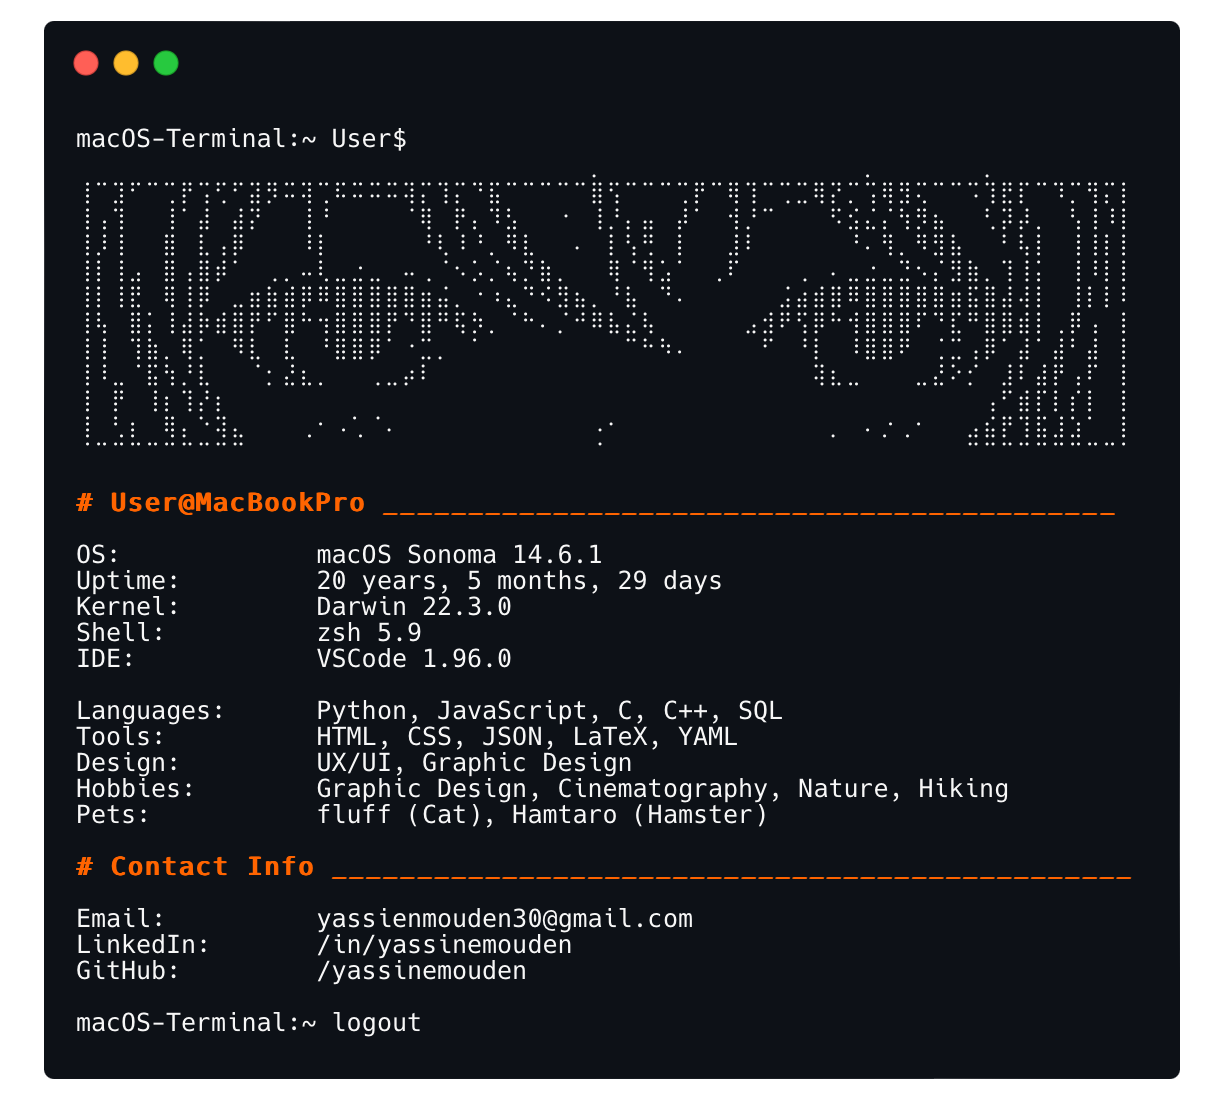 macOS-Terminal:~ User$
# User@MacBookPro ___________________________________________
OS: macOS Sonoma 14.6.1
Uptime: 20 years, 5 months, 29 days
Kernel: Darwin 22.3.0
Shell: zsh 5.9
IDE: VSCode 1.96.0
Languages: Python, JavaScript, C, C++, SQL
Tools: HTML, CSS, JSON, LaTeX, YAML
Design: UX/UI, Graphic Design
Hobbies: Graphic Design, Cinematography, Nature, Hiking
Pets: fluff (Cat), Hamtaro (Hamster)
# Contact Info _______________________________________________
Email: yassienmouden30@gmail.com
LinkedIn: /in/yassinemouden
GitHub: /yassinemouden
macOS-Terminal:~ logout